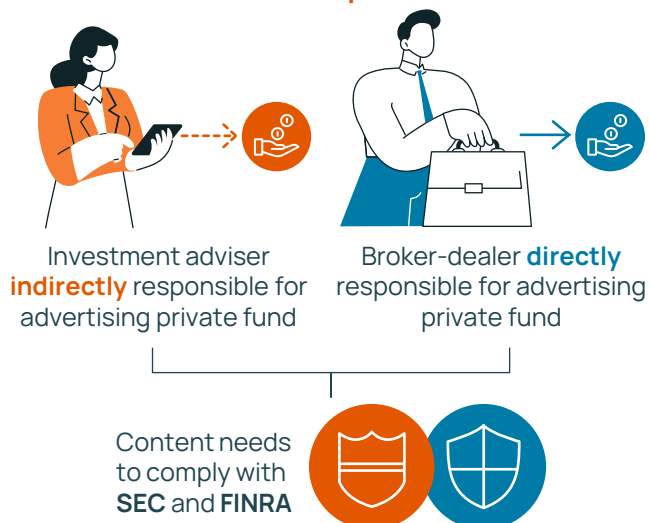 Investment adviser
indirectly responsible for
advertising private fund
Broker-dealer directly
responsible for advertising
private fund
Content needs
to comply with
SEC and FINRA